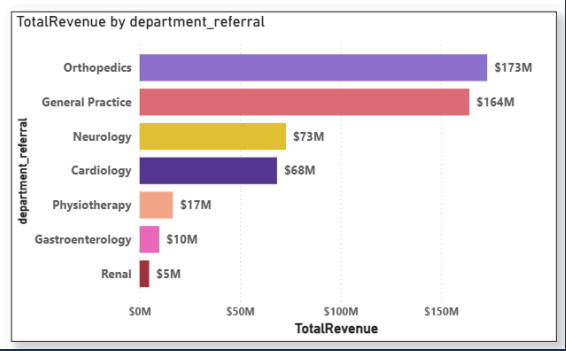 TotalRevenue by department_referral
department_referral
Orthopedics $173M
General Practice $164M
Neurology $73M
Cardiology $68M
Physiotherapy $17M
Gastroenterology $10M
Renal $5M
$0M $50M $100M $150M
TotalRevenue